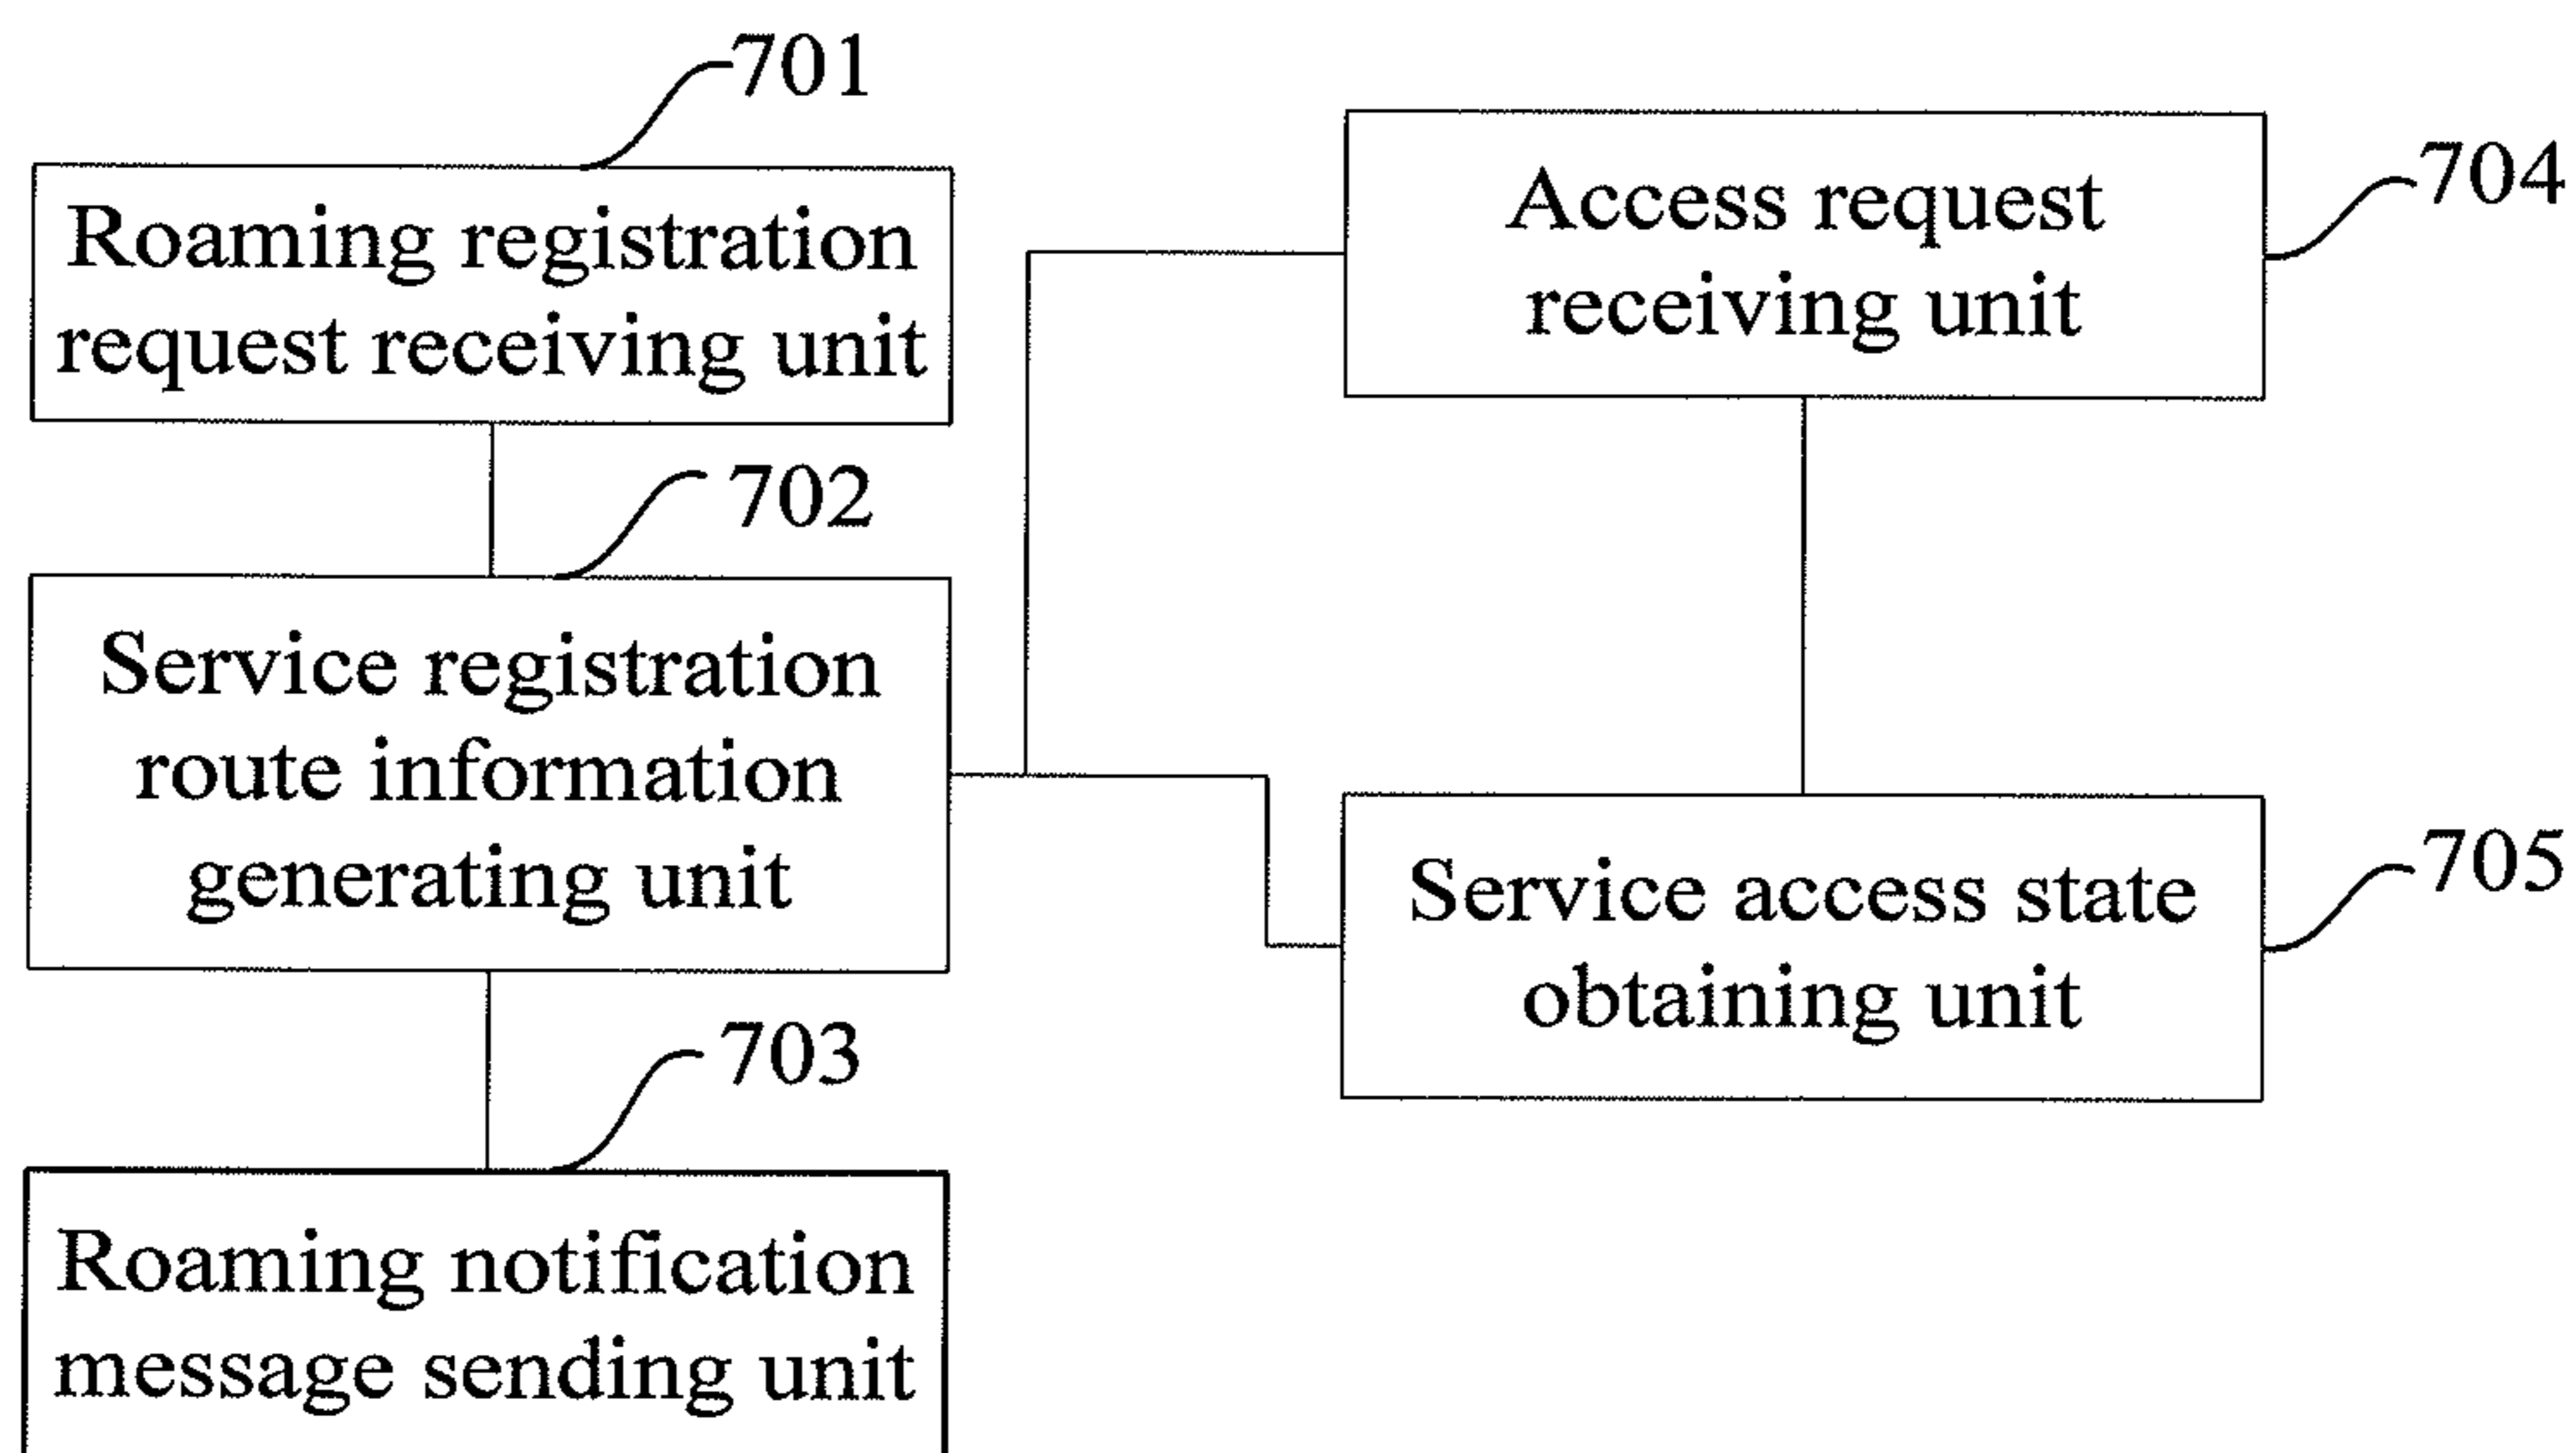 701
Roaming registration
request receiving unit
702
Service registration
route information
generating unit
703
Roaming notification
message sending unit
704
Access request
receiving unit
705
Service access state
obtaining unit